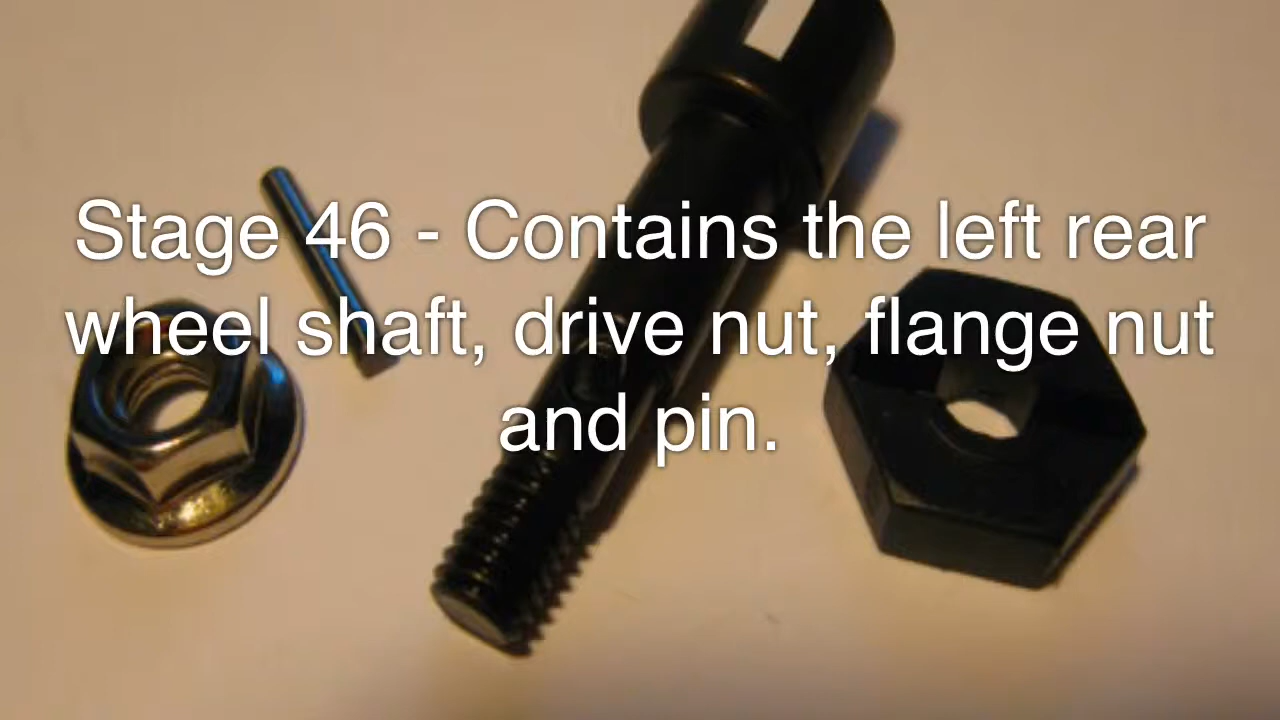 Stage 46 - Contains the left rear
wheel shaft, drive nut, flange nut
and pin.